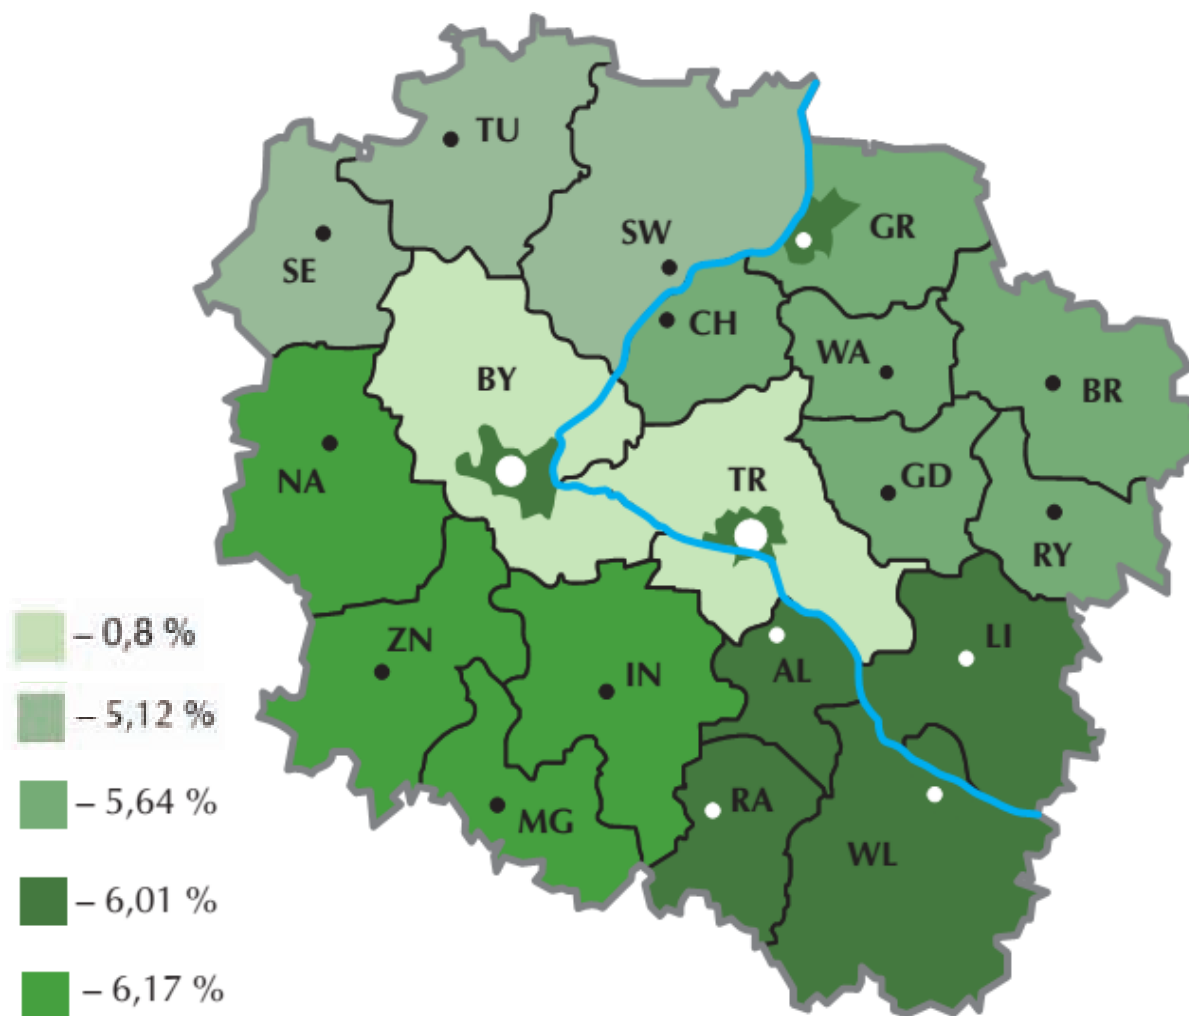 TU
SW
GR
SE
CH
WA
BY
BR
NA
TR
GD
RY
ZN
LI
IN
AL
RA
MG
WL
– 0,8 %
– 5,12 %
– 5,64 %
– 6,01 %
– 6,17 %